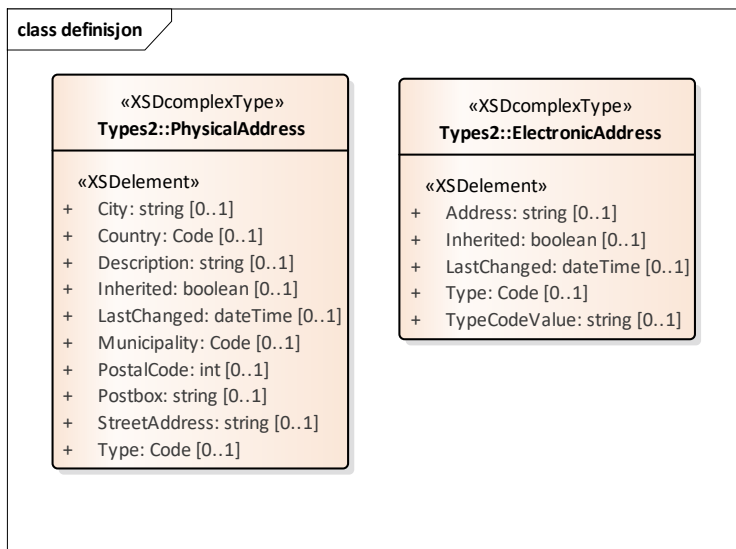 class definisjon
«XSDcomplexType»
Types2::PhysicalAddress
«XSDelement»
+ City: string [0..1]
+ Country: Code [0..1]
+ Description: string [0..1]
+ Inherited: boolean [0..1]
+ LastChanged: dateTime [0..1]
+ Municipality: Code [0..1]
+ PostalCode: int [0..1]
+ Postbox: string [0..1]
+ StreetAddress: string [0..1]
+ Type: Code [0..1]
«XSDcomplexType»
Types2::ElectronicAddress
«XSDelement»
+ Address: string [0..1]
+ Inherited: boolean [0..1]
+ LastChanged: dateTime [0..1]
+ Type: Code [0..1]
+ TypeCodeValue: string [0..1]